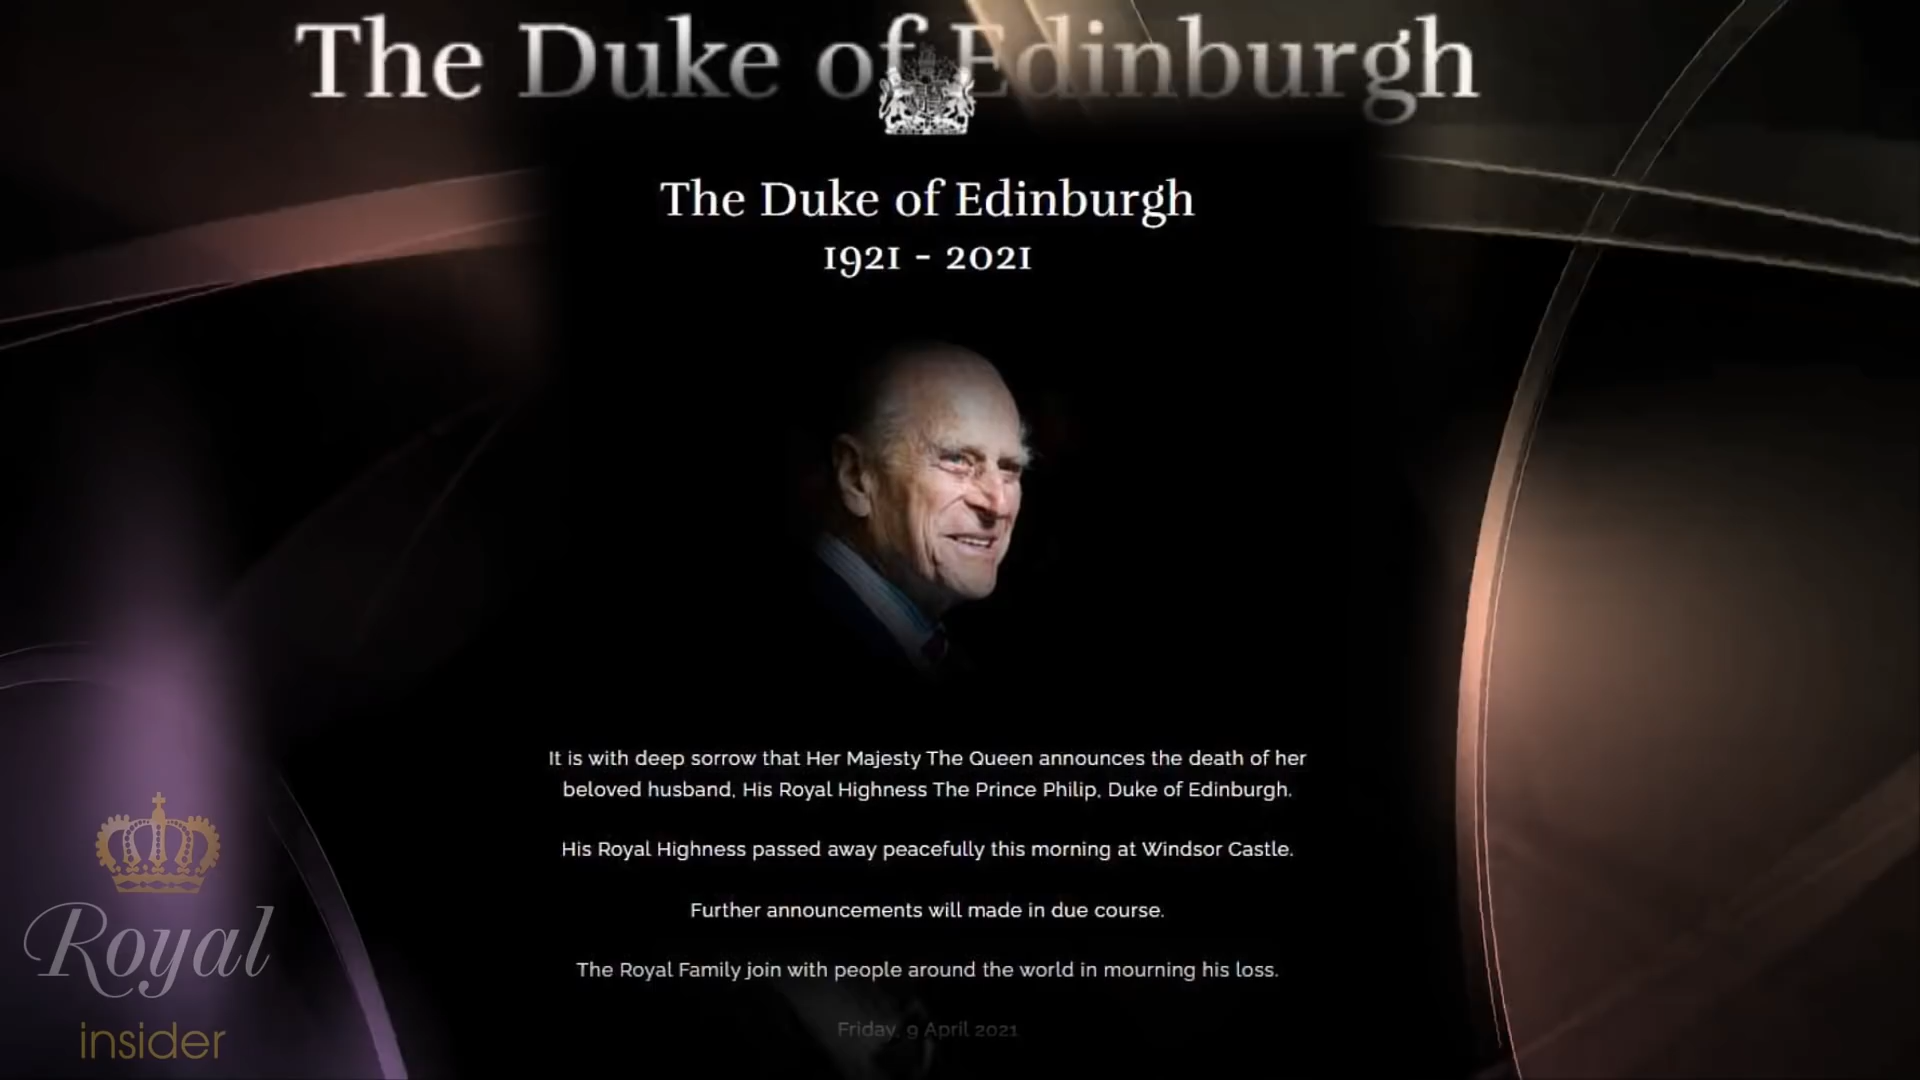 The Duke of Edinburgh
The Duke of Edinburgh
1921 - 2021
It is with deep sorrow that Her Majesty The Queen announces the death of her
beloved husband, His Royal Highness The Prince Philip, Duke of Edinburgh.
His Royal Highness passed away peacefully this morning at Windsor Castle.
Further announcements will made in due course.
The Royal Family join with people around the world in mourning his loss.
Friday, 9 April 2021
Royal
insider